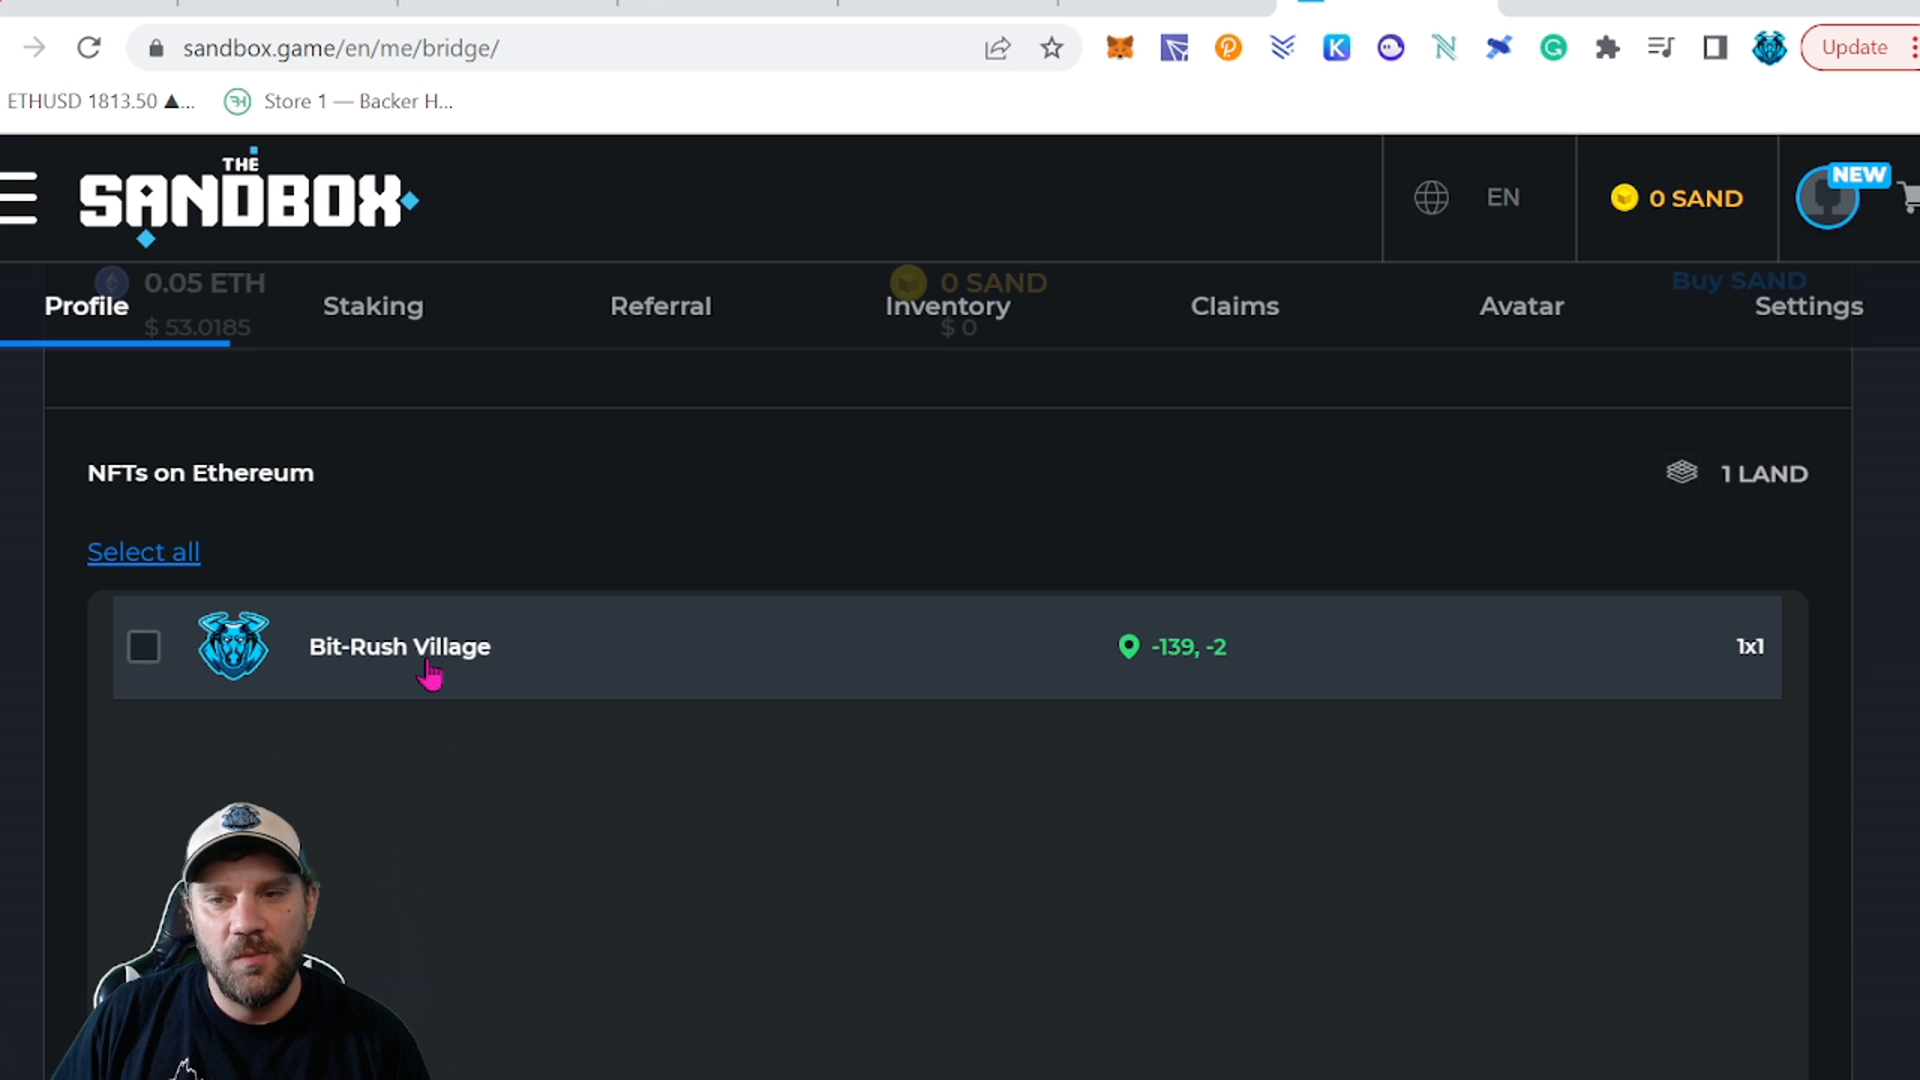 sandbox.game/en/me/bridge/
Update
ETHUSD 1813.50 ▲...
Store 1 — Backer H...
THE
SANDBOX
EN
0 SAND
NEW
0.05 ETH
0 SAND
Buy SAND
Profile
Staking
Referral
Inventory
Claims
Avatar
Settings
$ 53.0185
$ 0
NFTs on Ethereum
1 LAND
Select all
Bit-Rush Village
-139, -2
1x1